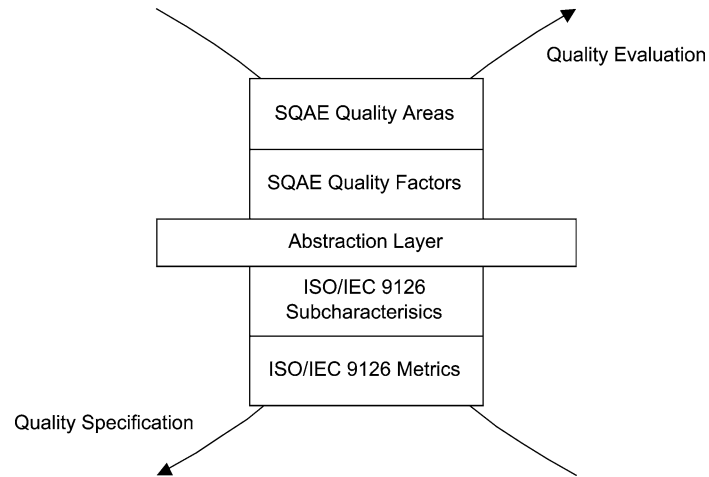 Quality Evaluation
SQAE Quality Areas
SQAE Quality Factors
Abstraction Layer
ISO/IEC 9126
Subcharacterisics
ISO/IEC 9126 Metrics
Quality Specification